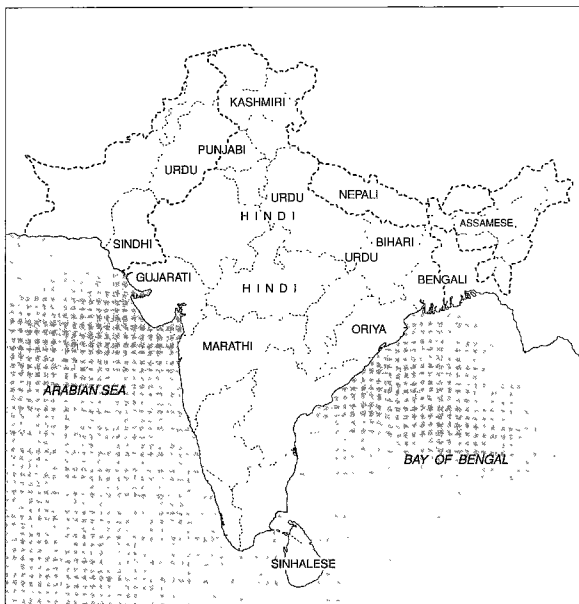 KASHMIRI
PUNJABI
URDU
URDU
NEPALI
HINDI
ASSAMESE
BIHARI
SINDHI
URDU
GUJARATI
HINDI
BENGALI
ORIYA
MARATHI
ARABIAN SEA
BAY OF BENGAL
SINHALESE